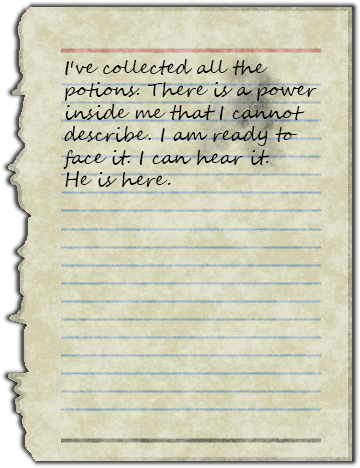 I've collected all the
potions. There is a power
inside me that I cannot
describe. I am ready to
face it. I can hear it.
He is here.